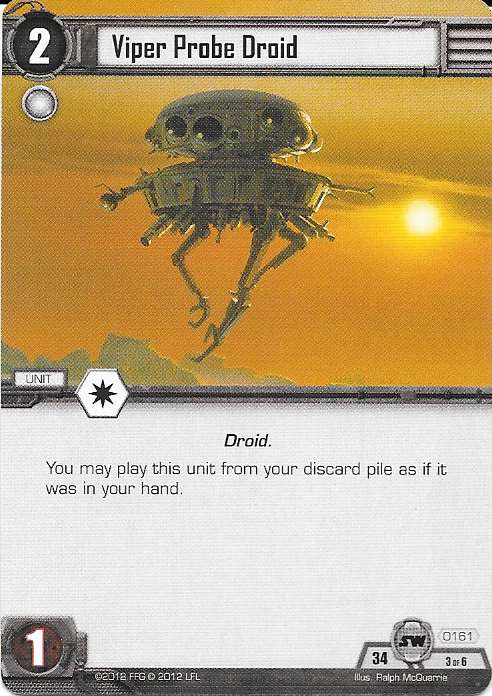 2
Viper Probe Droid
UNIT
Droid.
You may play this unit from your discard pile as if it
was in your hand.
1
SW
0161
34
3 OF 6
©2012 FFG © 2012 LFL
Illus. Ralph McQuarrie